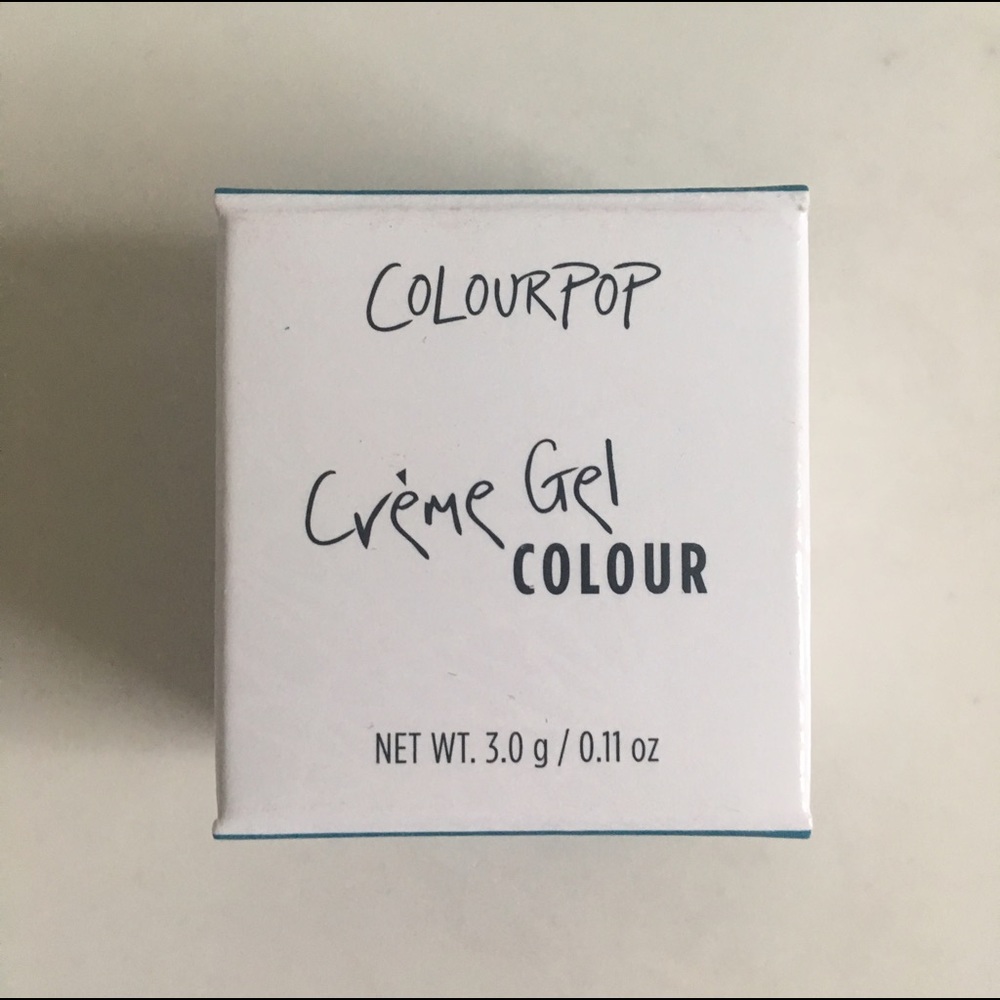 COLOURPOP
Crème Gel
COLOUR
NET WT. 3.0 g / 0.11 oz